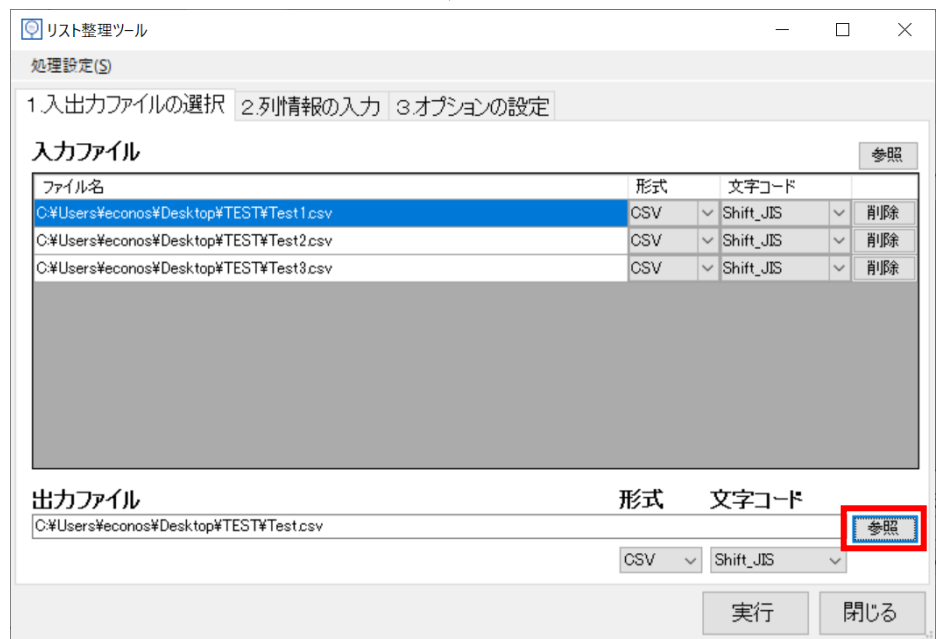 リスト整理ツール
処理設定(S)
1.入出力ファイルの選択 2.列情報の入力 3.オプションの設定
入力ファイル 参照
ファイル名 形式 文字コード
C:¥Users¥econos¥Desktop¥TEST¥Test1.csv CSV Shift_JIS 削除
C:¥Users¥econos¥Desktop¥TEST¥Test2.csv CSV Shift_JIS 削除
C:¥Users¥econos¥Desktop¥TEST¥Test3.csv CSV Shift_JIS 削除
出力ファイル 形式 文字コード
C:¥Users¥econos¥Desktop¥TEST¥Test.csv 参照
CSV Shift_JIS
実行 閉じる